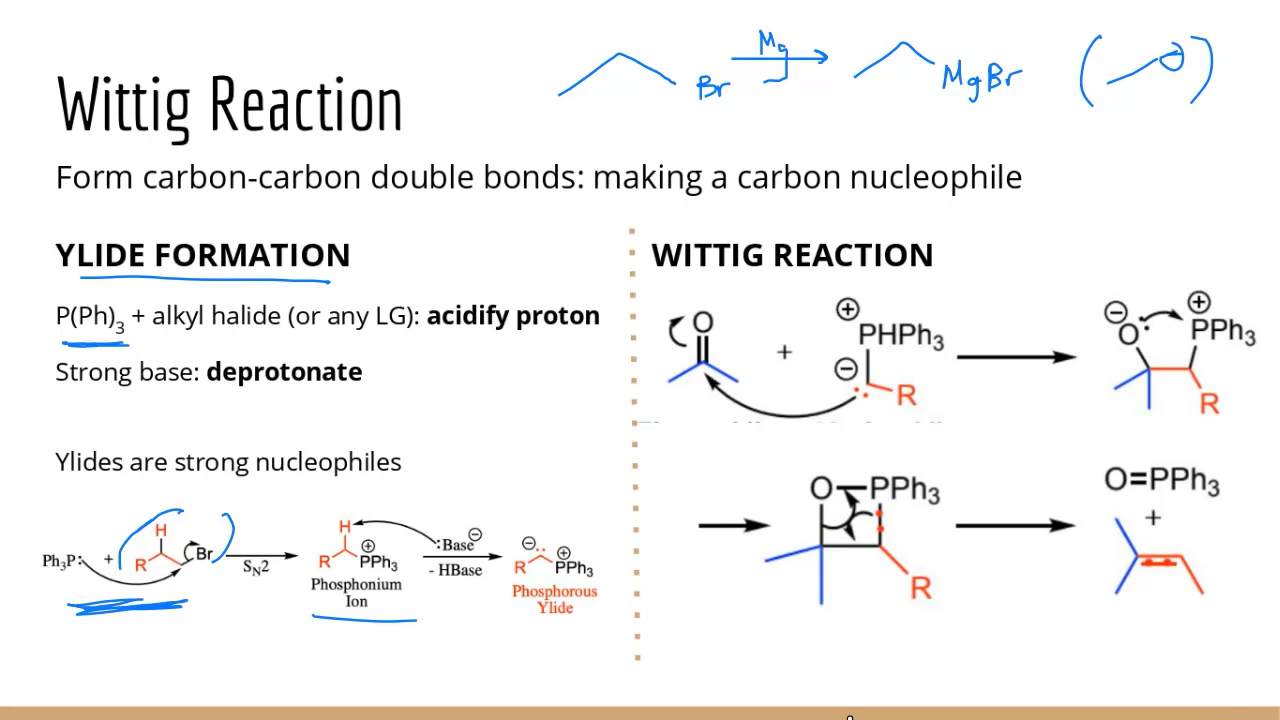 Mg
Br
MgBr
Wittig Reaction
Form carbon-carbon double bonds: making a carbon nucleophile
YLIDE FORMATION
P(Ph)3 + alkyl halide (or any LG): acidify proton
Strong base: deprotonate
Ylides are strong nucleophiles
H
H
Ph3P: + R Br SN2 R PPh3 :Base R PPh3
- HBase
Phosphonium
Ion
Phosphorous
Ylide
WITTIG REACTION
O + PHPh3 R
O PPh3 R
O PPh3 R
O=PPh3
+